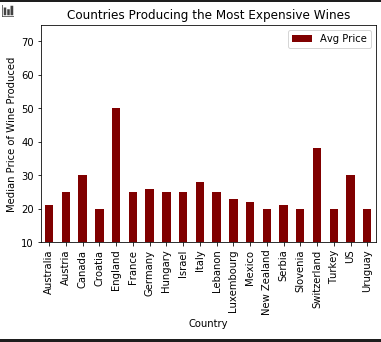 Countries Producing the Most Expensive Wines
Avg Price
Median Price of Wine Produced
70
60
50
40
30
20
10
Australia
Austria
Canada
Croatia
England
France
Germany
Hungary
Israel
Italy
Lebanon
Luxembourg
Mexico
New Zealand
Serbia
Slovenia
Switzerland
Turkey
US
Uruguay
Country